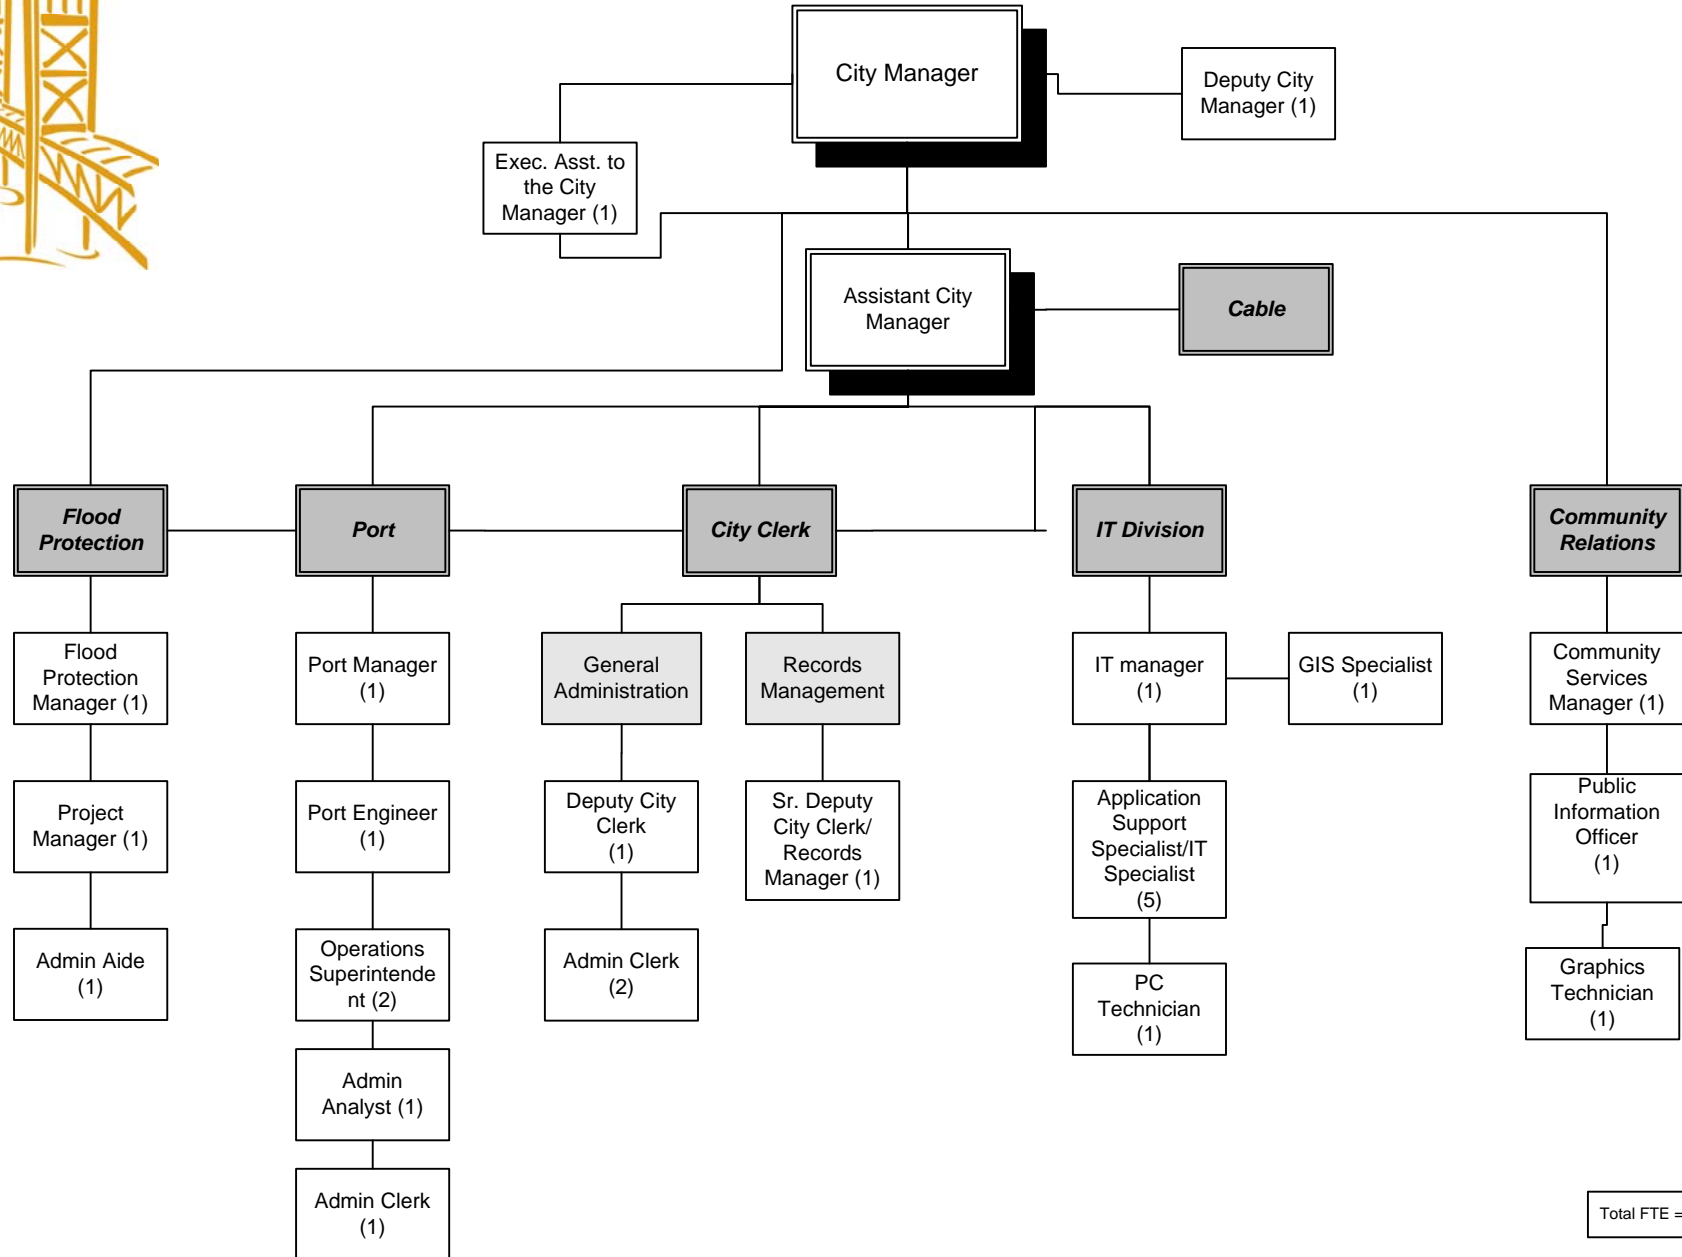 City Manager
Deputy City
Manager (1)
Exec. Asst. to
the City
Manager (1)
Assistant City
Manager
Cable
Flood
Protection
Port
City Clerk
IT Division
Community
Relations
Flood
Protection
Manager (1)
Port Manager
(1)
General
Administration
Records
Management
IT manager
(1)
GIS Specialist
(1)
Community
Services
Manager (1)
Project
Manager (1)
Port Engineer
(1)
Deputy City
Clerk
(1)
Sr. Deputy
City Clerk/
Records
Manager (1)
Application
Support
Specialist/IT
Specialist
(5)
Public
Information
Officer
(1)
Admin Aide
(1)
Operations
Superintende
nt (2)
Admin Clerk
(2)
PC
Technician
(1)
Graphics
Technician
(1)
Admin
Analyst (1)
Admin Clerk
(1)
Total FTE =